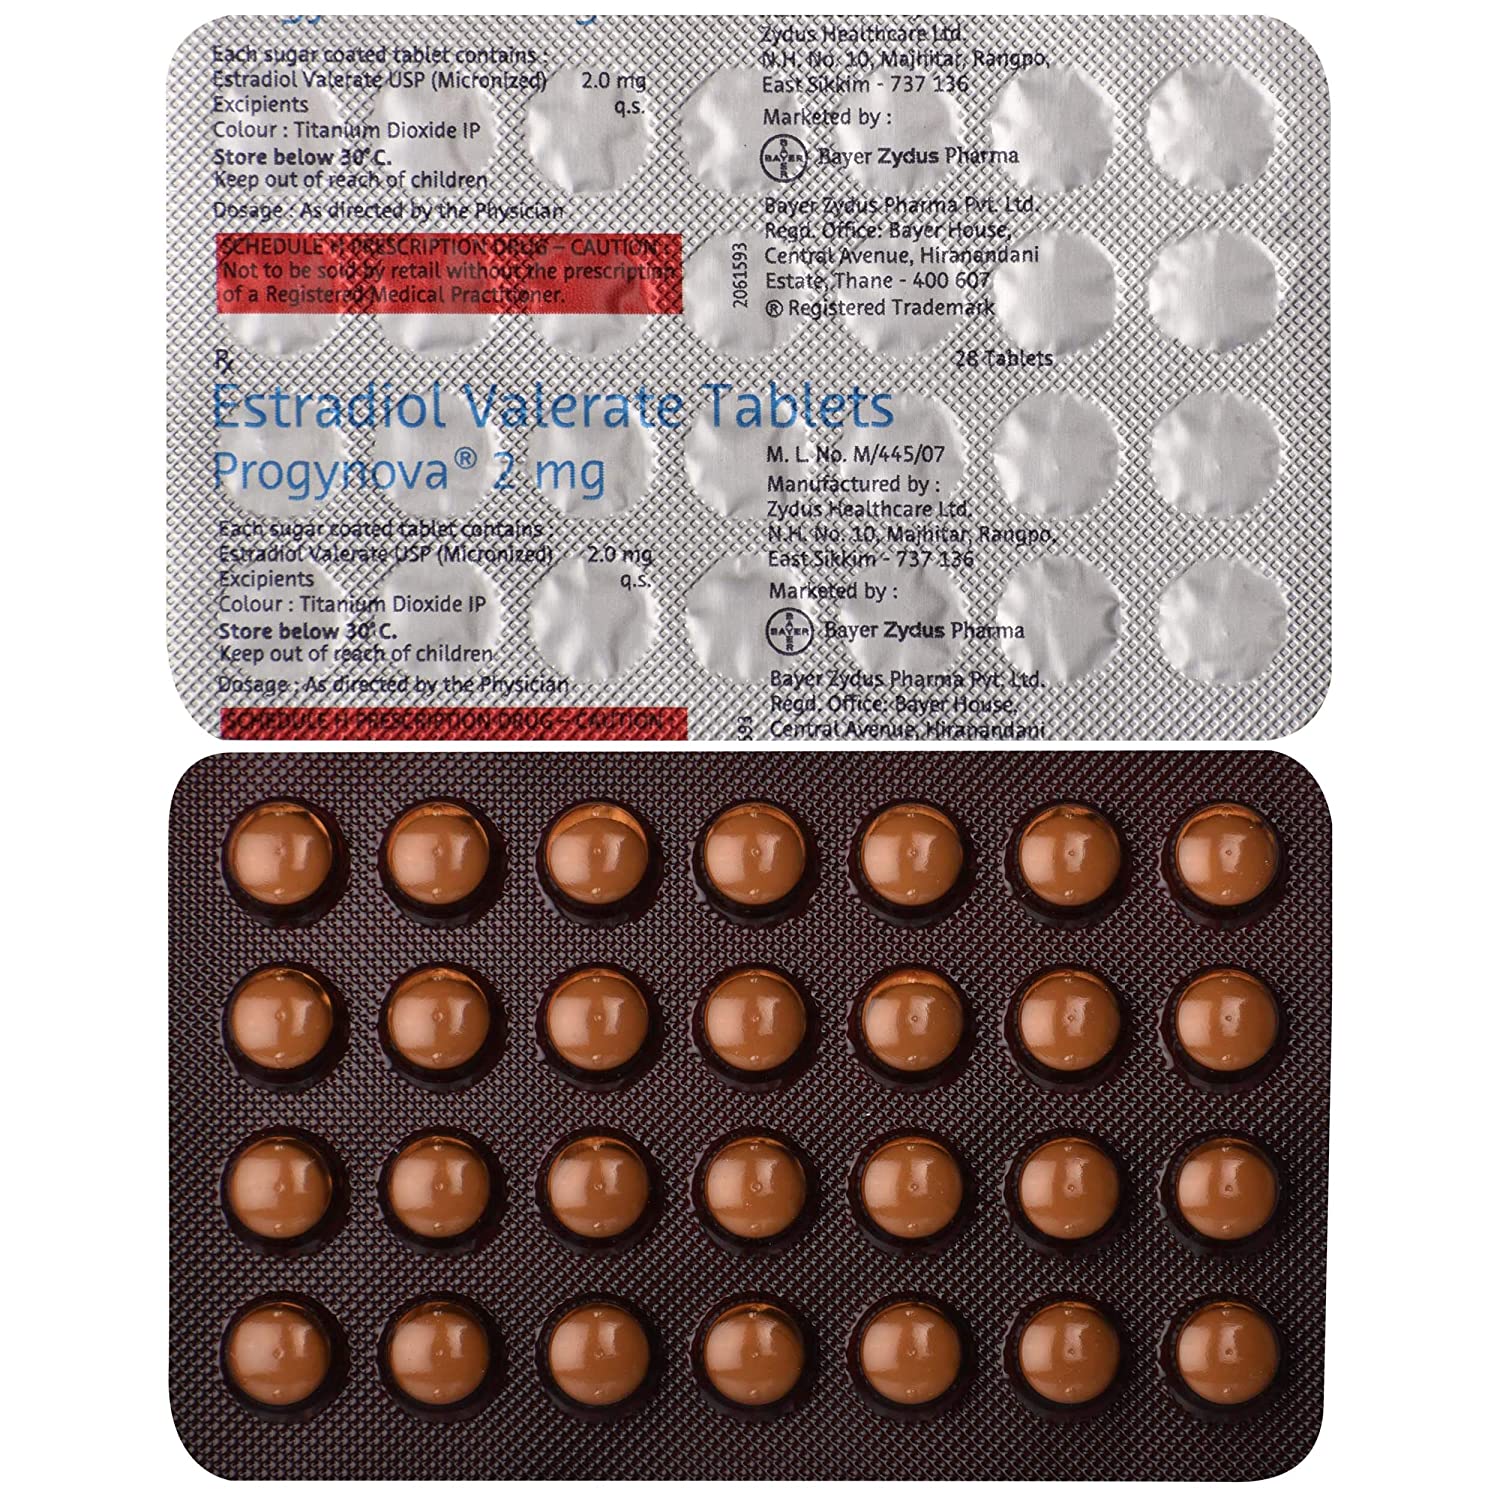 Each sugar coated tablet contains :
Estradiol Valerate USP (Micronized) 2.0 mg
Excipients q.s.
Colour : Titanium Dioxide IP
Store below 30°C.
Keep out of reach of children
Dosage : As directed by the Physician
SCHEDULE H PRESCRIPTION DRUG – CAUTION :
Not to be sold by retail without the prescription
of a Registered Medical Practitioner.
Zydus Healthcare Ltd.
N.H. No. 10, Majhitar, Rangpo,
East Sikkim - 737 136
Marketed by :
BAYER
BAYER
Bayer Zydus Pharma
Bayer Zydus Pharma Pvt. Ltd.
Regd. Office: Bayer House,
Central Avenue, Hiranandani
Estate, Thane - 400 607
® Registered Trademark
2061593
Rx
28 Tablets
Estradiol Valerate Tablets
Progynova® 2 mg
Each sugar coated tablet contains :
Estradiol Valerate USP (Micronized) 2.0 mg
Excipients q.s.
Colour : Titanium Dioxide IP
Store below 30°C.
Keep out of reach of children
Dosage : As directed by the Physician
SCHEDULE H PRESCRIPTION DRUG – CAUTION :
M. L. No. M/445/07
Manufactured by :
Zydus Healthcare Ltd.
N.H. No. 10, Majhitar, Rangpo,
East Sikkim - 737 136
Marketed by :
BAYER
BAYER
Bayer Zydus Pharma
Bayer Zydus Pharma Pvt. Ltd.
Regd. Office: Bayer House,
Central Avenue, Hiranandani
593